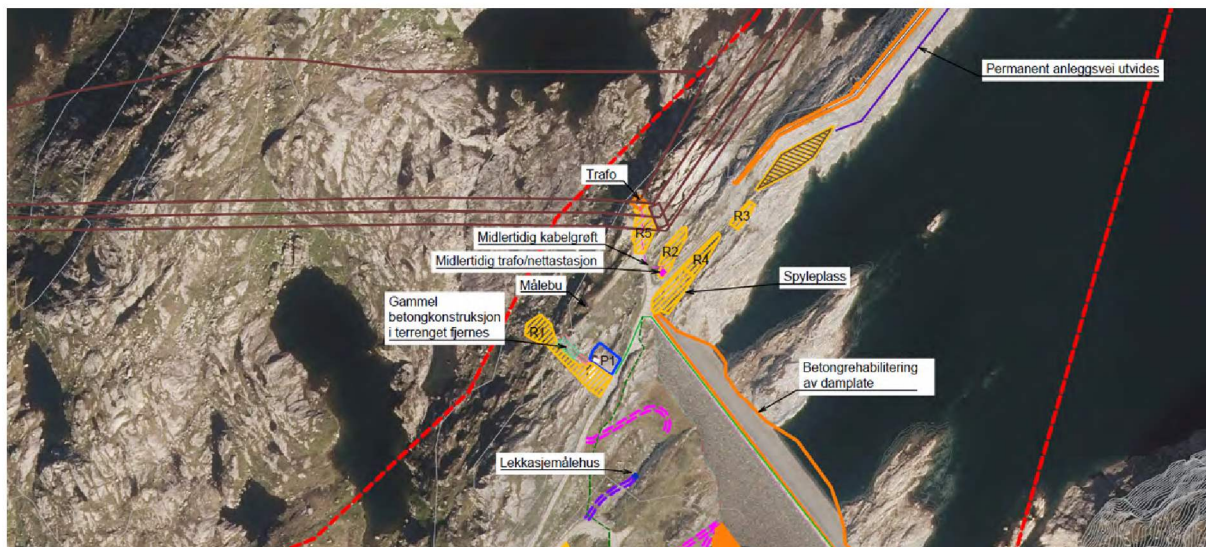 Permanent anleggsvei utvides
Trafo
R3
R5
Midlertidig kabelgrøft
R2
Midlertidig trafo/nettastasjon
R4
Målebu
Spyleplass
Gammel
betongkonstruksjon
i terrenget fjernes
R1
P1
Betongrehabilitering
av damplate
Lekkasjemålehus